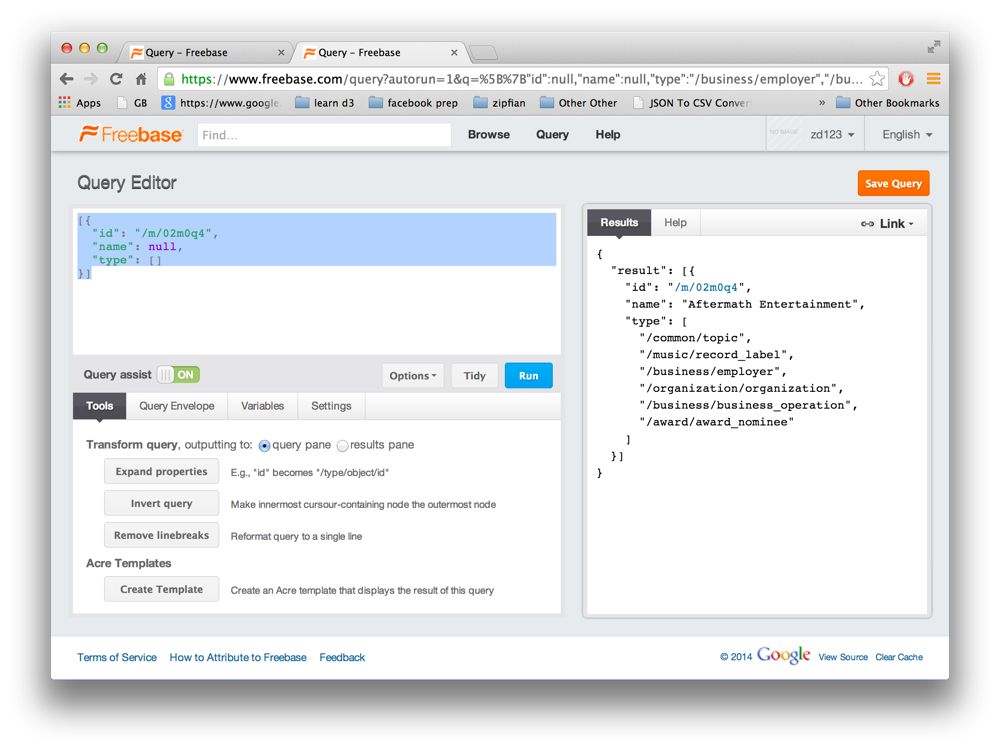 Query – Freebase
Query – Freebase
https://www.freebase.com/query?autorun=1&q=%5B%7B"id":null,"name":null,"type":"/business/employer","/bu...
Apps GB https://www.google. learn d3 facebook prep zipfian Other Other JSON To CSV Conver » Other Bookmarks
Freebase Find... Browse Query Help NO IMAGE zd123 English
Query Editor
Save Query
[{
"id": "/m/02m0q4",
"name": null,
"type": []
}]
Results Help Link
{
"result": [{
"id": "/m/02m0q4",
"name": "Aftermath Entertainment",
"type": [
"/common/topic",
"/music/record_label",
"/business/employer",
"/organization/organization",
"/business/business_operation",
"/award/award_nominee"
]
}]
}
Query assist ON Options Tidy Run
Tools Query Envelope Variables Settings
Transform query, outputting to: query pane results pane
Expand properties E.g., "id" becomes "/type/object/id"
Invert query Make innermost cursour-containing node the outermost node
Remove linebreaks Reformat query to a single line
Acre Templates
Create Template Create an Acre template that displays the result of this query
Terms of Service How to Attribute to Freebase Feedback
© 2014 Google View Source Clear Cache